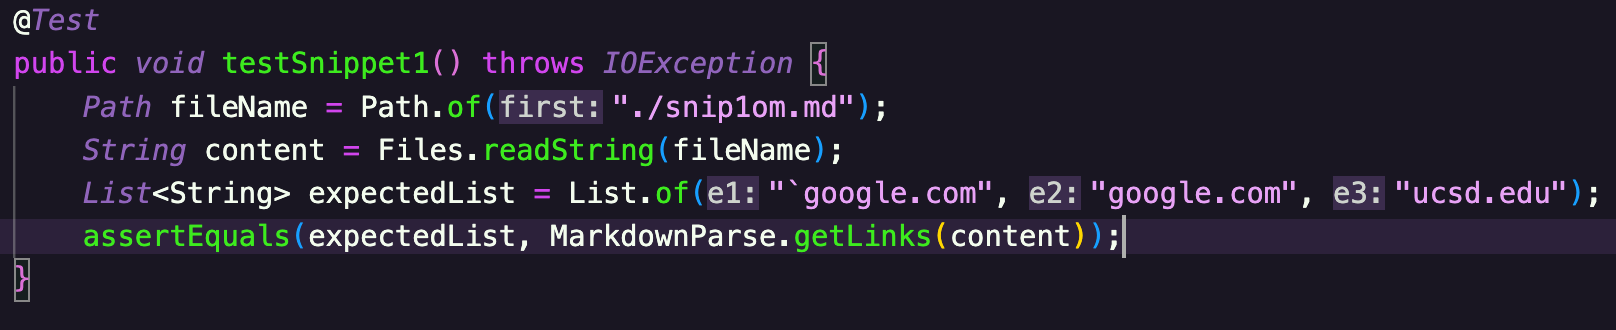 @Test
public void testSnippet1() throws IOException {
Path fileName = Path.of(first: "./snip1om.md");
String content = Files.readString(fileName);
List<String> expectedList = List.of(e1: "`google.com", e2: "google.com", e3: "ucsd.edu");
assertEquals(expectedList, MarkdownParse.getLinks(content));
}